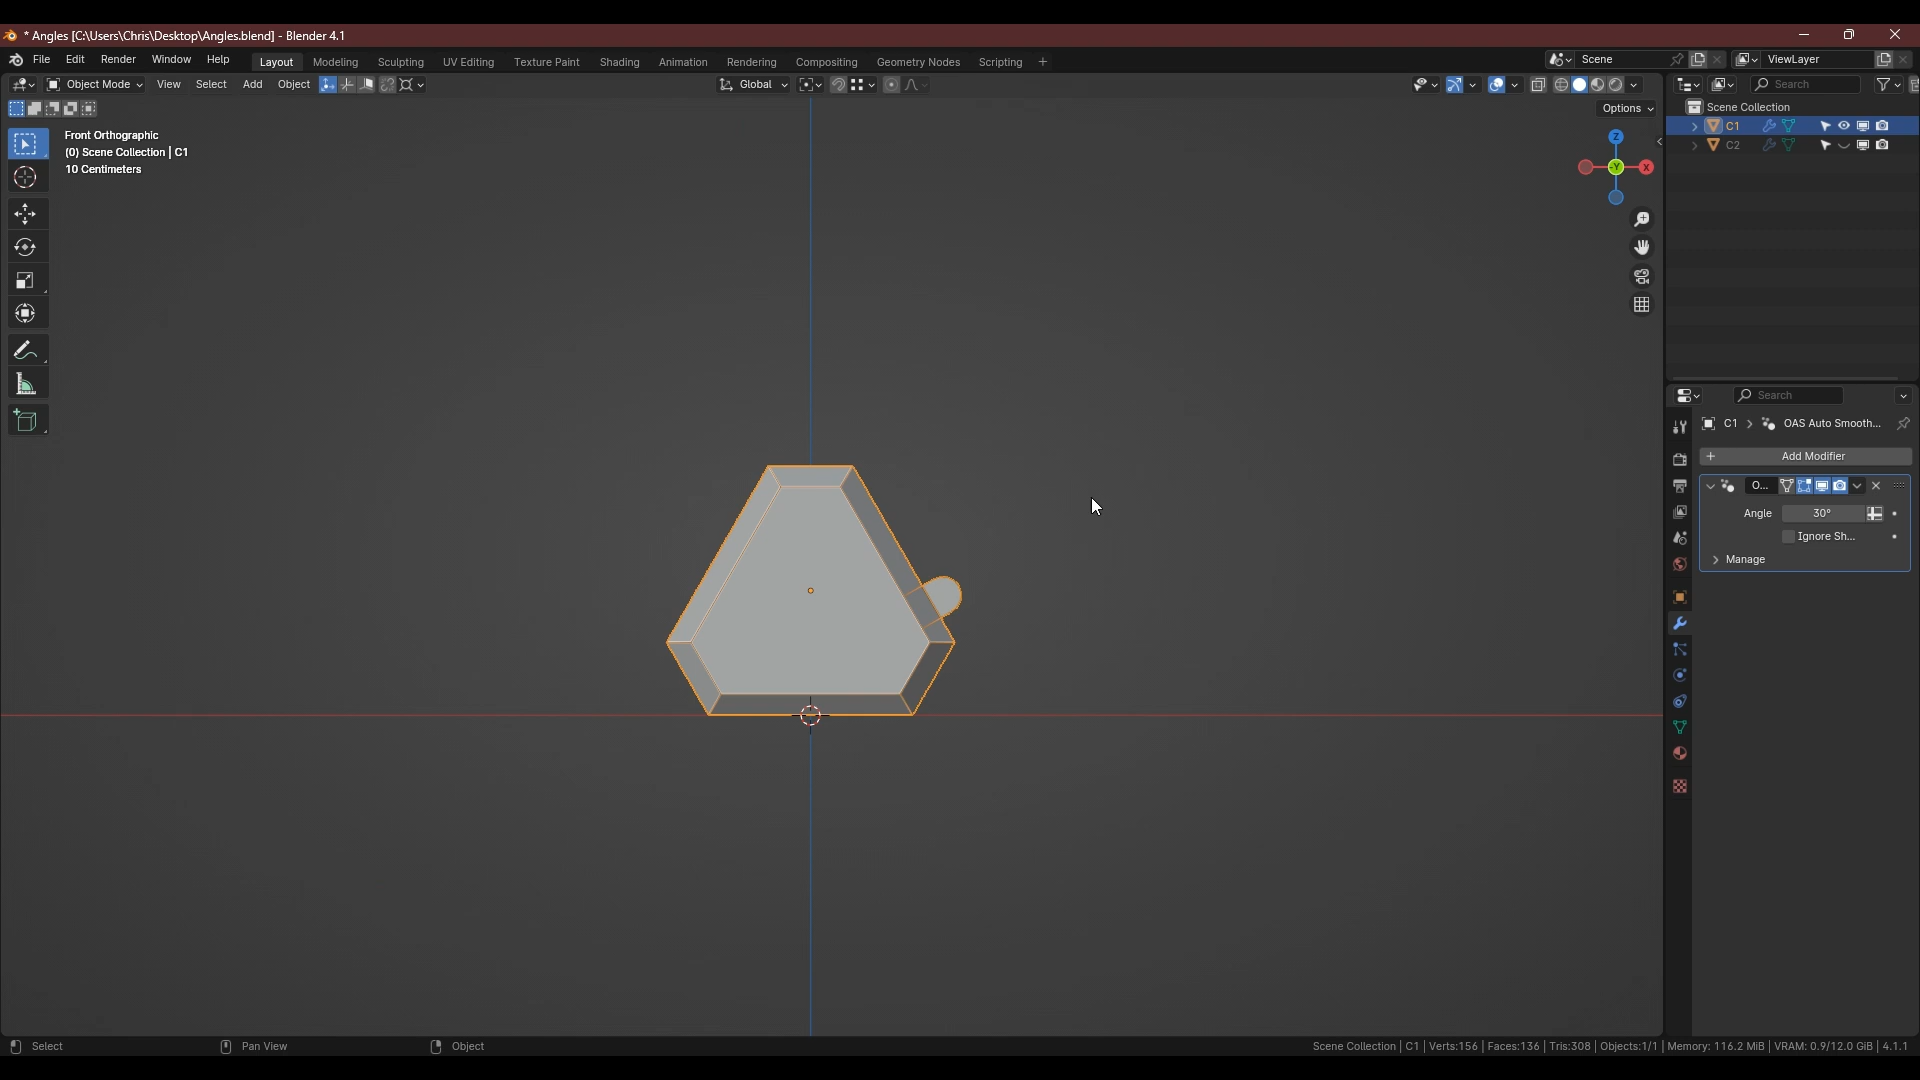 * Angles [C:\Users\Chris\Desktop\Angles.blend] - Blender 4.1
File Edit Render Window Help Layout Modeling Sculpting UV Editing Texture Paint Shading Animation Rendering Compositing Geometry Nodes Scripting + Scene ViewLayer
Object Mode View Select Add Object Global Search
Options
Scene Collection
C1
C2
Front Orthographic
(0) Scene Collection | C1
10 Centimeters
Z
Y
X
Search
C1 > OAS Auto Smooth...
+ Add Modifier
O...
Angle 30°
Ignore Sh...
Manage
Select Pan View Object Scene Collection | C1 | Verts:156 | Faces:136 | Tris:308 | Objects:1/1 | Memory: 116.2 MiB | VRAM: 0.9/12.0 GiB | 4.1.1